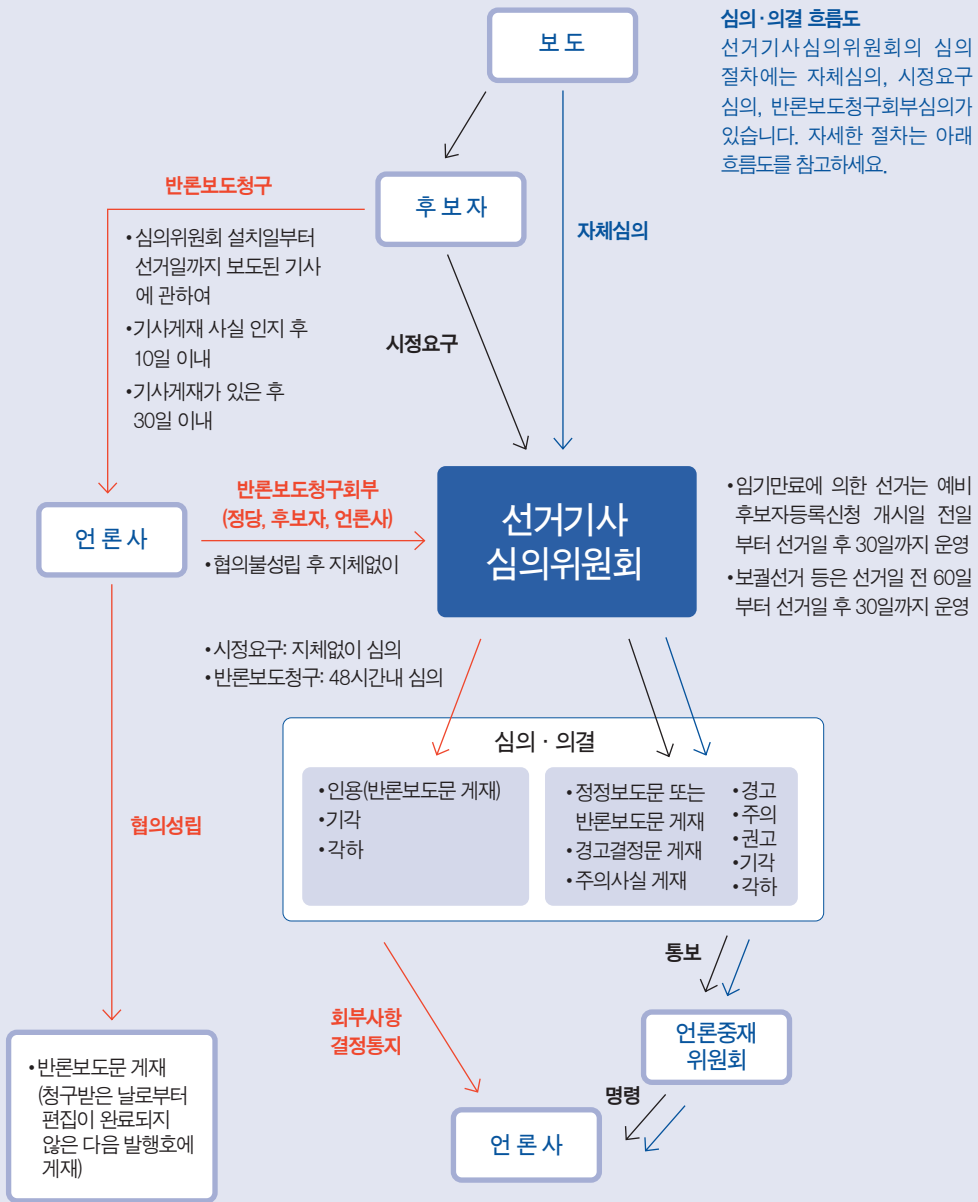 심의·의결 흐름도
선거기사심의위원회의 심의
절차에는 자체심의, 시정요구
심의, 반론보도청구회부심의가
있습니다. 자세한 절차는 아래
흐름도를 참고하세요.
보 도
후 보 자
반론보도청구
•심의위원회 설치일부터
선거일까지 보도된 기사
에 관하여
•기사게재 사실 인지 후
10일 이내
•기사게재가 있은 후
30일 이내
자체심의
시정요구
언 론 사
반론보도청구회부
(정당, 후보자, 언론사)
•협의불성립 후 지체없이
선거기사
심의위원회
•임기만료에 의한 선거는 예비
후보자등록신청 개시일 전일
부터 선거일 후 30일까지 운영
•보궐선거 등은 선거일 전 60일
부터 선거일 후 30일까지 운영
•시정요구: 지체없이 심의
•반론보도청구: 48시간내 심의
심의 · 의결
•인용(반론보도문 게재)
•기각
•각하
•정정보도문 또는
반론보도문 게재
•경고결정문 게재
•주의사실 게재
•경고
•주의
•권고
•기각
•각하
협의성립
통보
회부사항
결정통지
언론중재
위원회
명령
언 론 사
•반론보도문 게재
(청구받은 날로부터
편집이 완료되지
않은 다음 발행호에
게재)